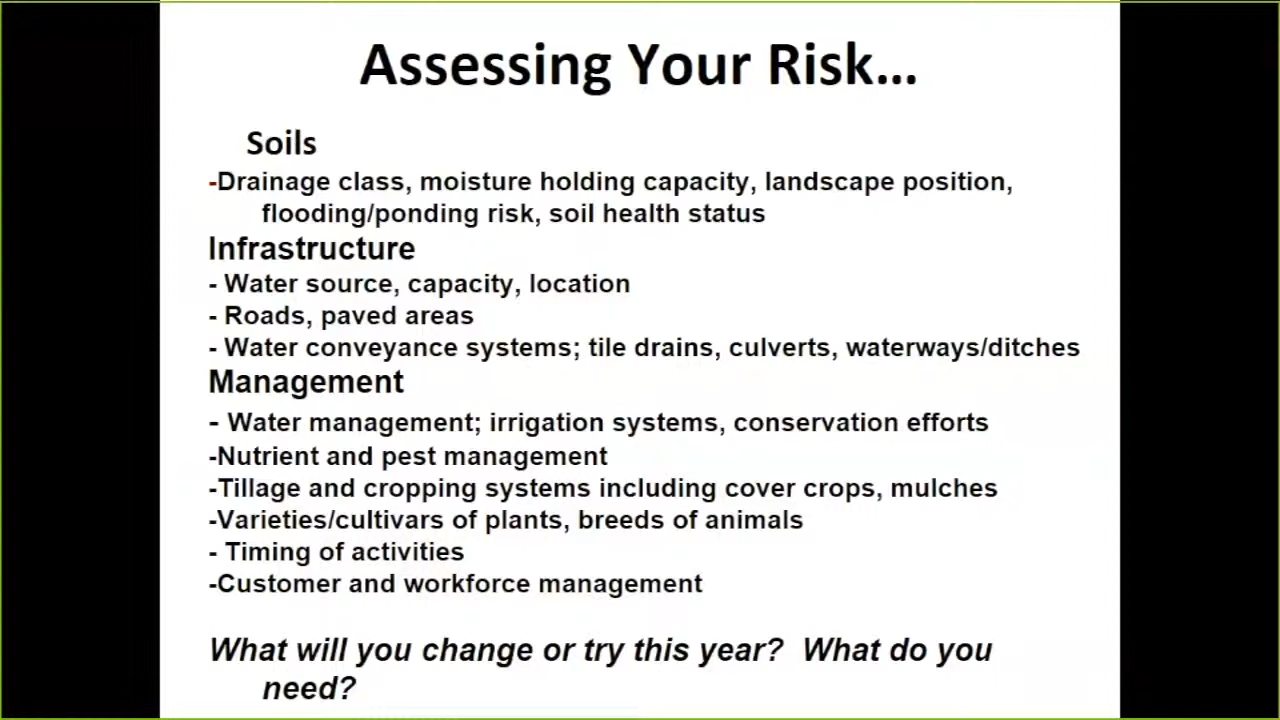 Assessing Your Risk...
Soils
-Drainage class, moisture holding capacity, landscape position,
flooding/ponding risk, soil health status
Infrastructure
- Water source, capacity, location
- Roads, paved areas
- Water conveyance systems; tile drains, culverts, waterways/ditches
Management
- Water management; irrigation systems, conservation efforts
-Nutrient and pest management
-Tillage and cropping systems including cover crops, mulches
-Varieties/cultivars of plants, breeds of animals
- Timing of activities
-Customer and workforce management
What will you change or try this year?  What do you
need?